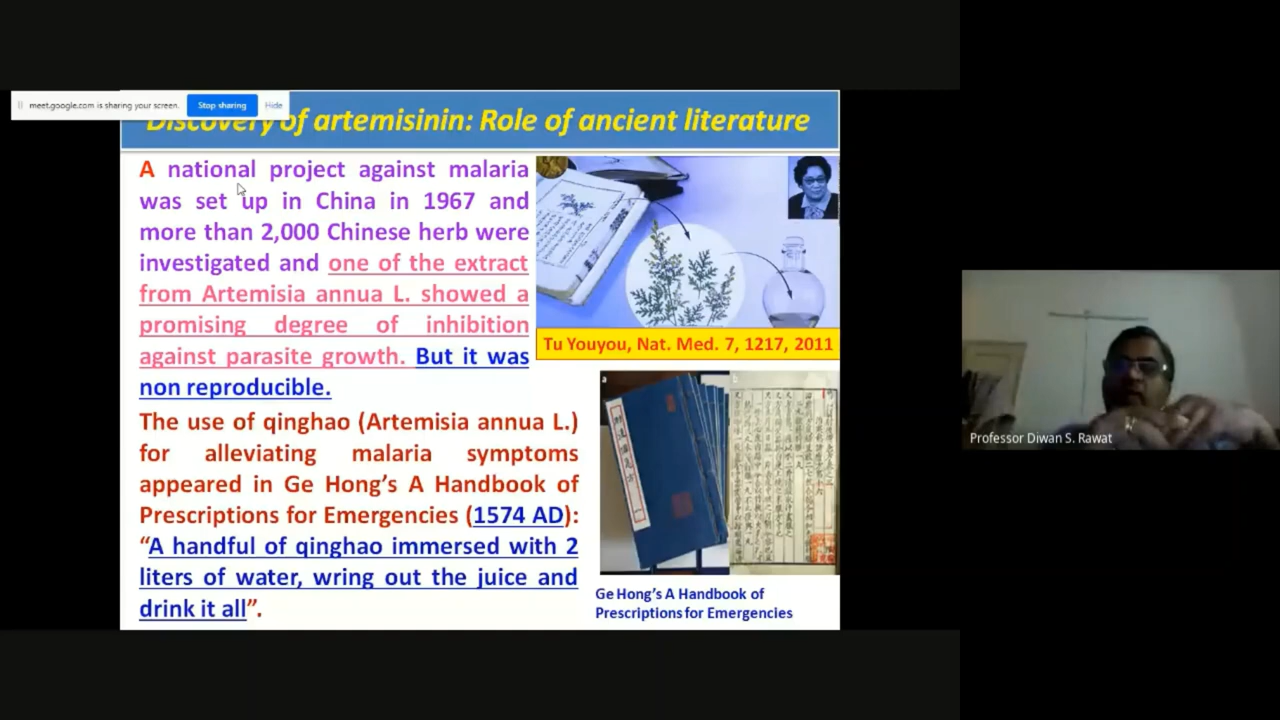 meet.google.com is sharing your screen.
Stop sharing
Hide
Discovery of artemisinin: Role of ancient literature
A national project against malaria
was set up in China in 1967 and
more than 2,000 Chinese herb were
investigated and one of the extract
from Artemisia annua L. showed a
promising degree of inhibition
against parasite growth. But it was
non reproducible.
The use of qinghao (Artemisia annua L.)
for alleviating malaria symptoms
appeared in Ge Hong’s A Handbook of
Prescriptions for Emergencies (1574 AD):
“A handful of qinghao immersed with 2
liters of water, wring out the juice and
drink it all”.
Tu Youyou, Nat. Med. 7, 1217, 2011
a
b
Ge Hong’s A Handbook of
Prescriptions for Emergencies
Professor Diwan S. Rawat